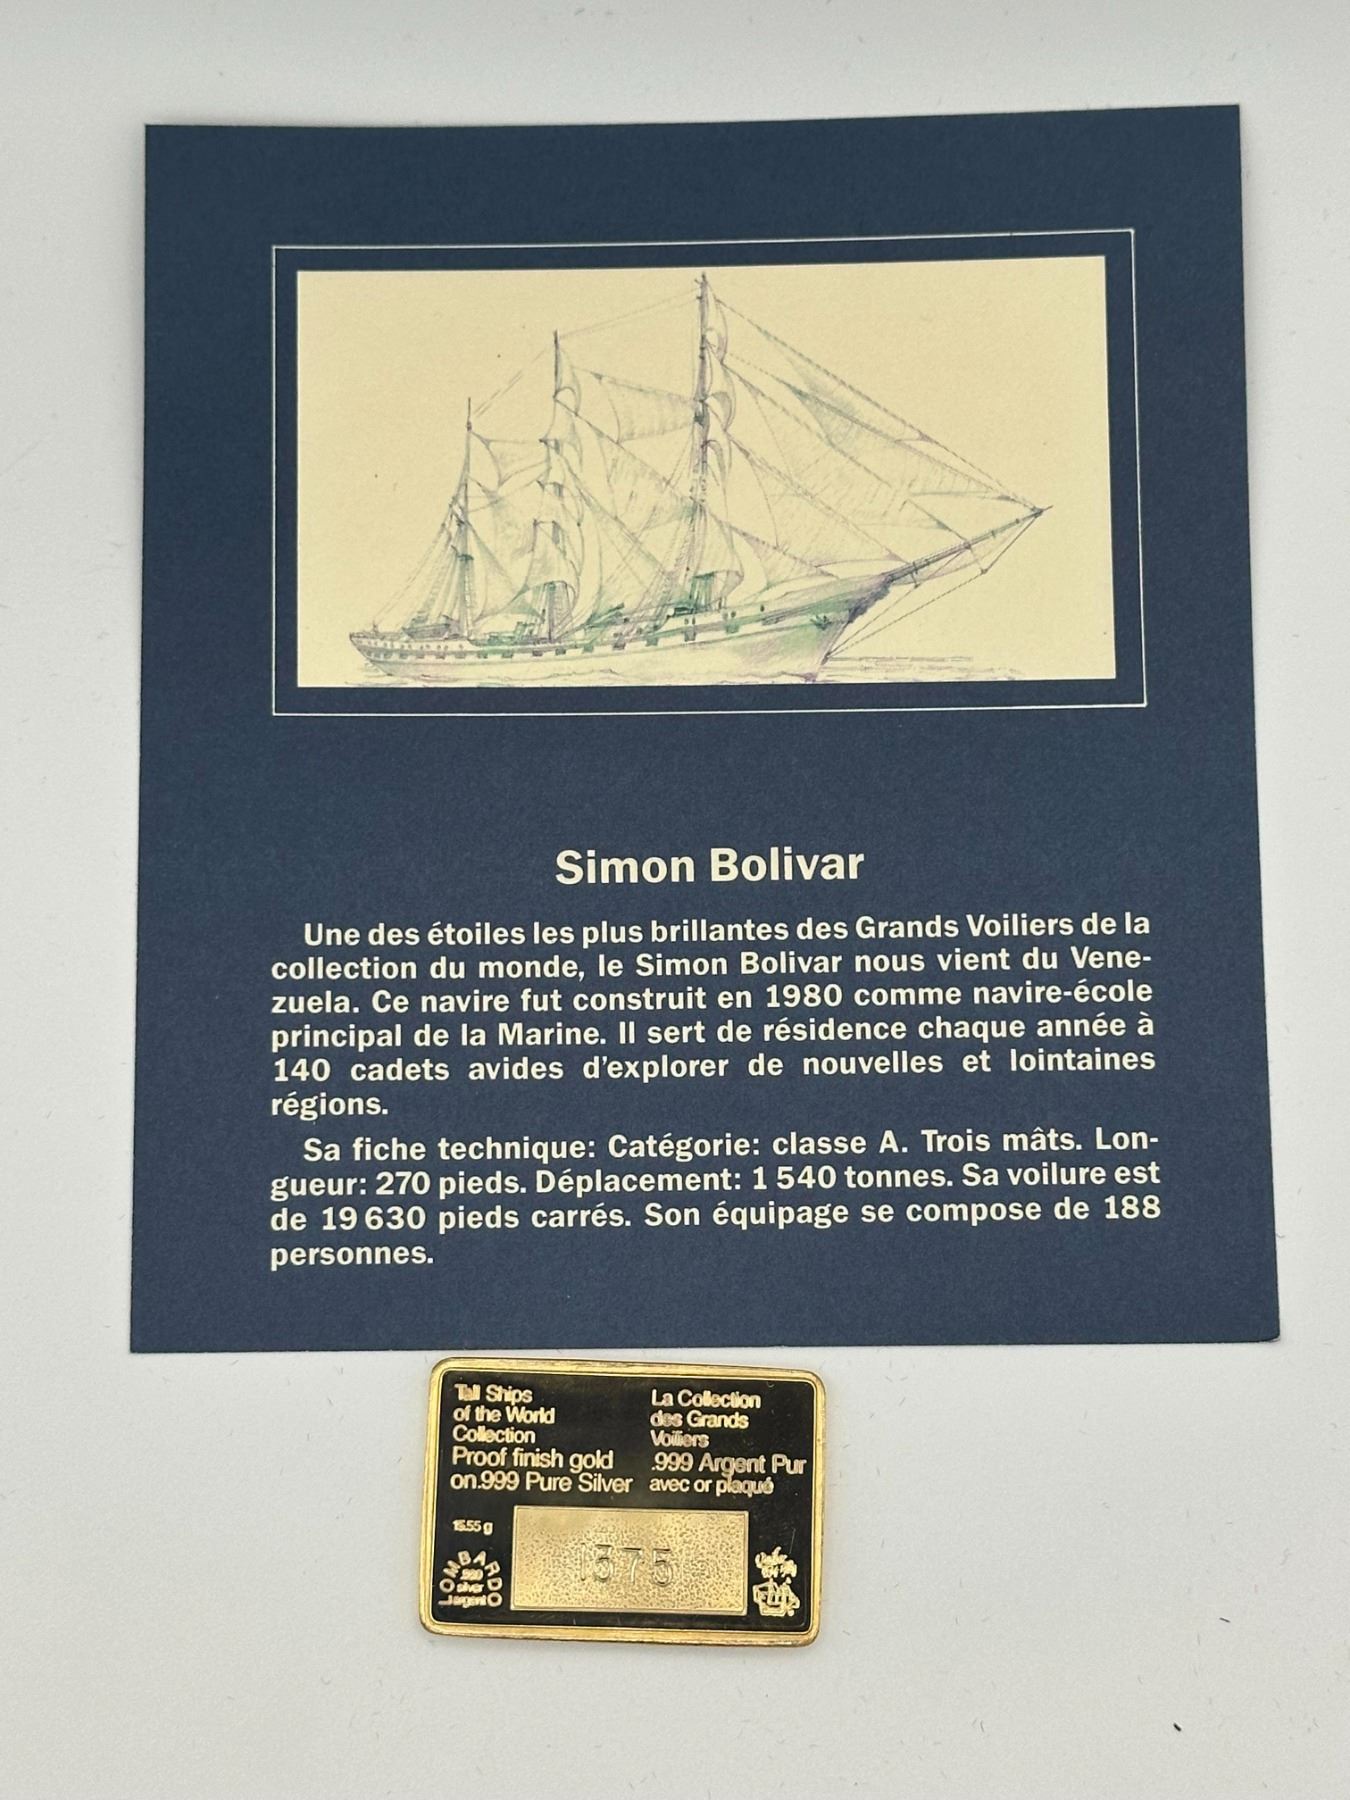 Simon Bolivar
Une des étoiles les plus brillantes des Grands Voiliers de la
collection du monde, le Simon Bolivar nous vient du Vene-
zuela. Ce navire fut construit en 1980 comme navire-école
principal de la Marine. Il sert de résidence chaque année à
140 cadets avides d'explorer de nouvelles et lointaines
régions.
Sa fiche technique: Catégorie: classe A. Trois mâts. Lon-
gueur: 270 pieds. Déplacement: 1 540 tonnes. Sa voilure est
de 19 630 pieds carrés. Son équipage se compose de 188
personnes.
Tall Ships
of the World
Collection
Proof finish gold
on.999 Pure Silver
La Collection
des Grands
Voiliers
.999 Argent Pur
avec or plaqué
15.55 g
LOMBARDO
silver
argent
1375